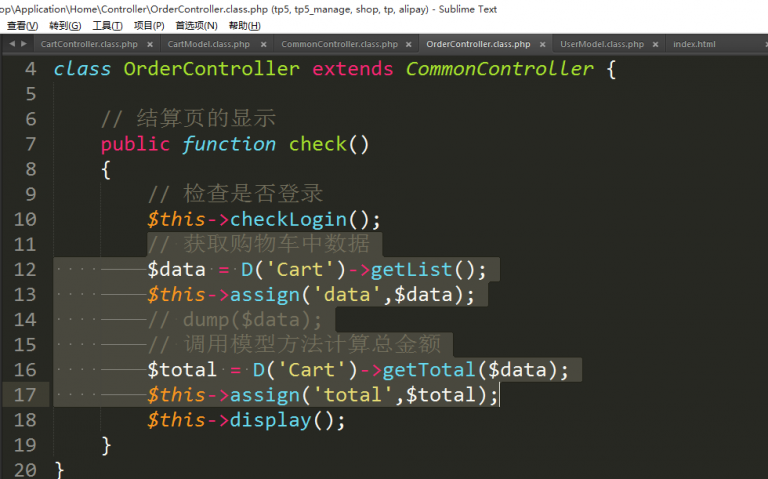 op\Application\Home\Controller\OrderController.class.php (tp5, tp5_manage, shop, tp, alipay) - Sublime Text
查看(V) 转到(G) 工具(T) 项目(P) 首选项(N) 帮助(H)
CartController.class.php × CartModel.class.php × CommonController.class.php × OrderController.class.php × UserModel.class.php × index.html
4 class OrderController extends CommonController {
5
6 // 结算页的显示
7 public function check()
8 {
9 // 检查是否登录
10 $this->checkLogin();
11 // 获取购物车中数据
12 $data = D('Cart')->getList();
13 $this->assign('data',$data);
14 // dump($data);
15 // 调用模型方法计算总金额
16 $total = D('Cart')->getTotal($data);
17 $this->assign('total',$total);
18 $this->display();
19 }
20 }